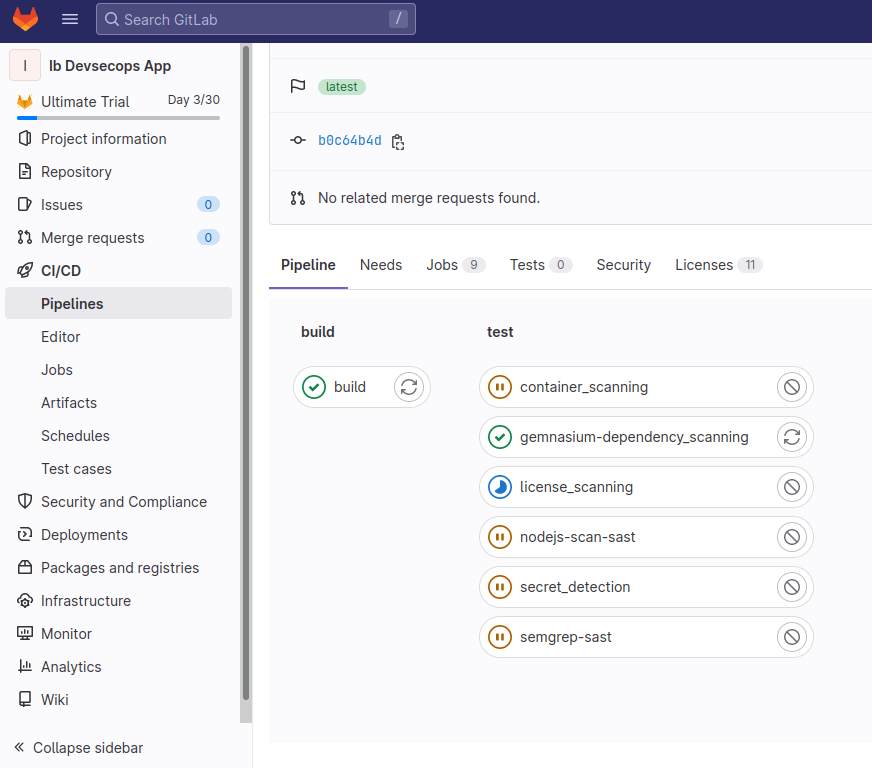 Search GitLab
/
I
Ib Devsecops App
Ultimate Trial
Day 3/30
Project information
Repository
Issues
0
Merge requests
0
CI/CD
Pipelines
Editor
Jobs
Artifacts
Schedules
Test cases
Security and Compliance
Deployments
Packages and registries
Infrastructure
Monitor
Analytics
Wiki
Collapse sidebar
latest
b0c64b4d
No related merge requests found.
Pipeline Needs Jobs 9 Tests 0 Security Licenses 11
build
build
test
container_scanning
gemnasium-dependency_scanning
license_scanning
nodejs-scan-sast
secret_detection
semgrep-sast